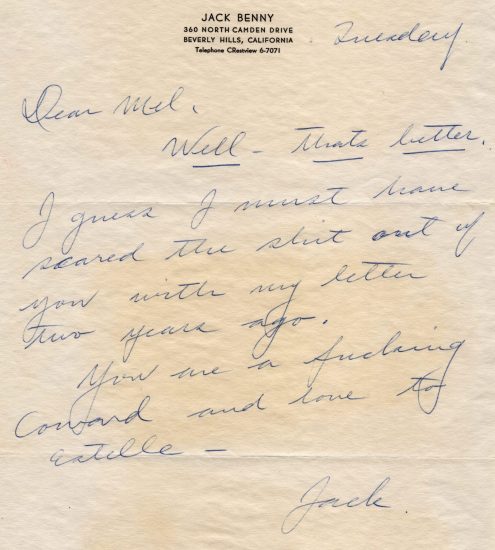 JACK BENNY
360 NORTH CAMDEN DRIVE
BEVERLY HILLS, CALIFORNIA
Telephone CRestview 6-7071
Tuesday
Dear Mel,
Well - thats better.
I guess I must have
scared the shit out of
you with my letter
two years ago.
You are a fucking
Coward and love to
Estelle -
Jack